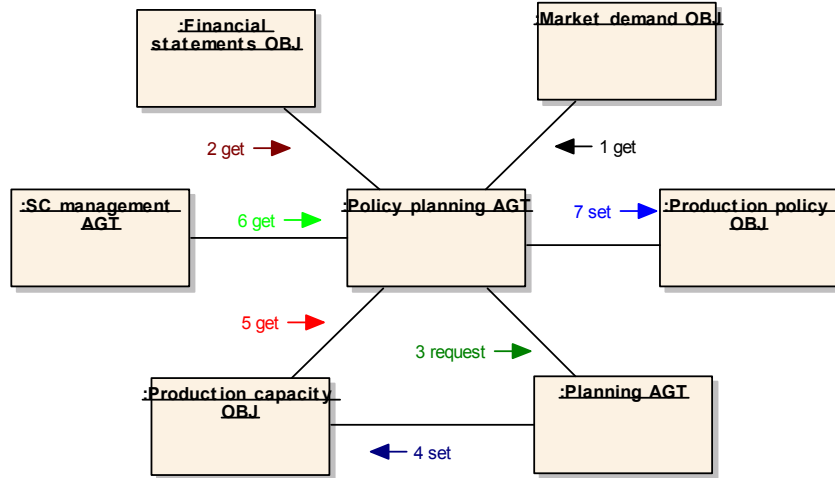 :Financial
statements OBJ
:Market demand OBJ
2 get
1 get
:SC management
AGT
6 get
:Policy planning AGT
7 set
:Production policy
OBJ
5 get
3 request
:Production capacity
OBJ
:Planning AGT
4 set